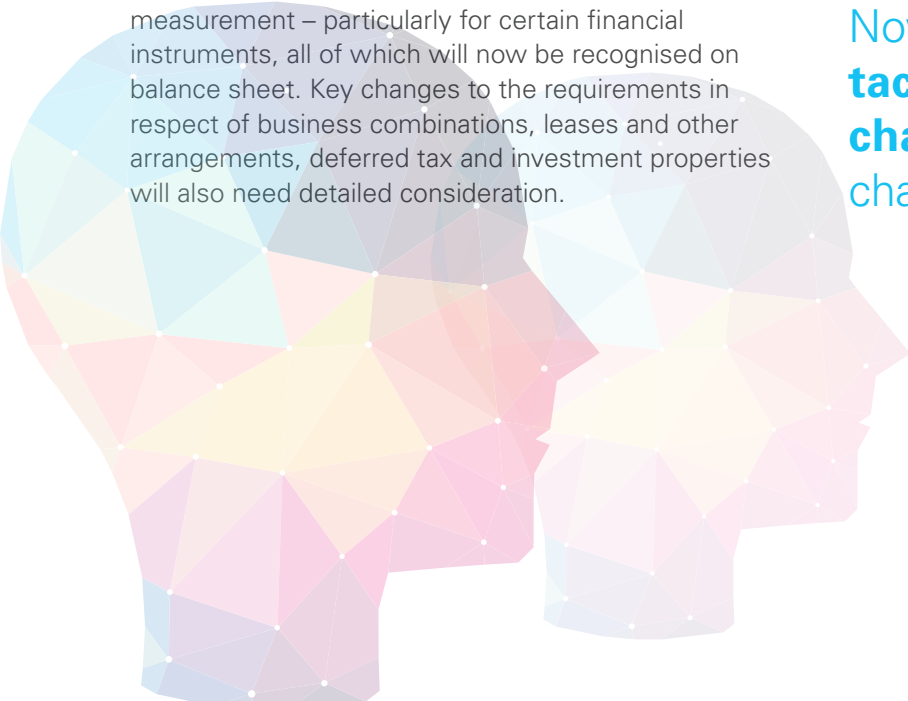 measurement – particularly for certain financial
instruments, all of which will now be recognised on
balance sheet. Key changes to the requirements in
respect of business combinations, leases and other
arrangements, deferred tax and investment properties
will also need detailed consideration.